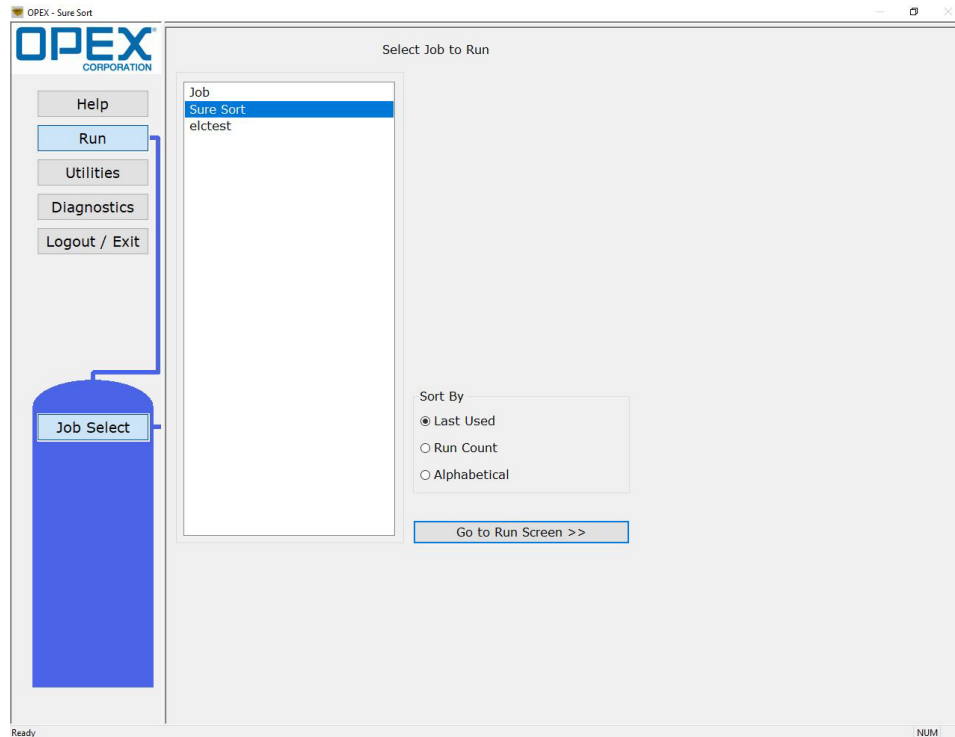 OPEX - Sure Sort
OPEX
CORPORATION
Help
Run
Utilities
Diagnostics
Logout / Exit
Job Select
Select Job to Run
Job
Sure Sort
elctest
Sort By
Last Used
Run Count
Alphabetical
Go to Run Screen >>
Ready
NUM